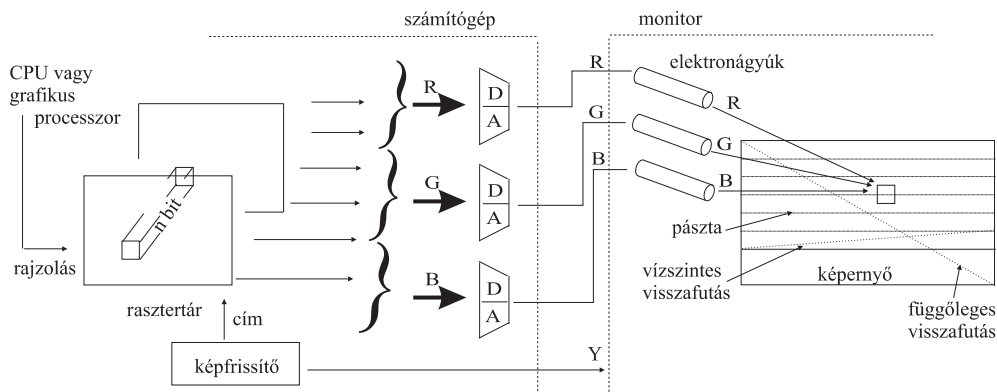 számítógép
monitor
CPU vagy
grafikus
processzor
rajzolás
n bit
rasztertár
cím
képfrissítő
R
G
B
D
A
D
A
D
A
Y
R
G
B
elektronágyúk
R
G
B
pászta
vízszintes
visszafutás
képernyő
függőleges
visszafutás